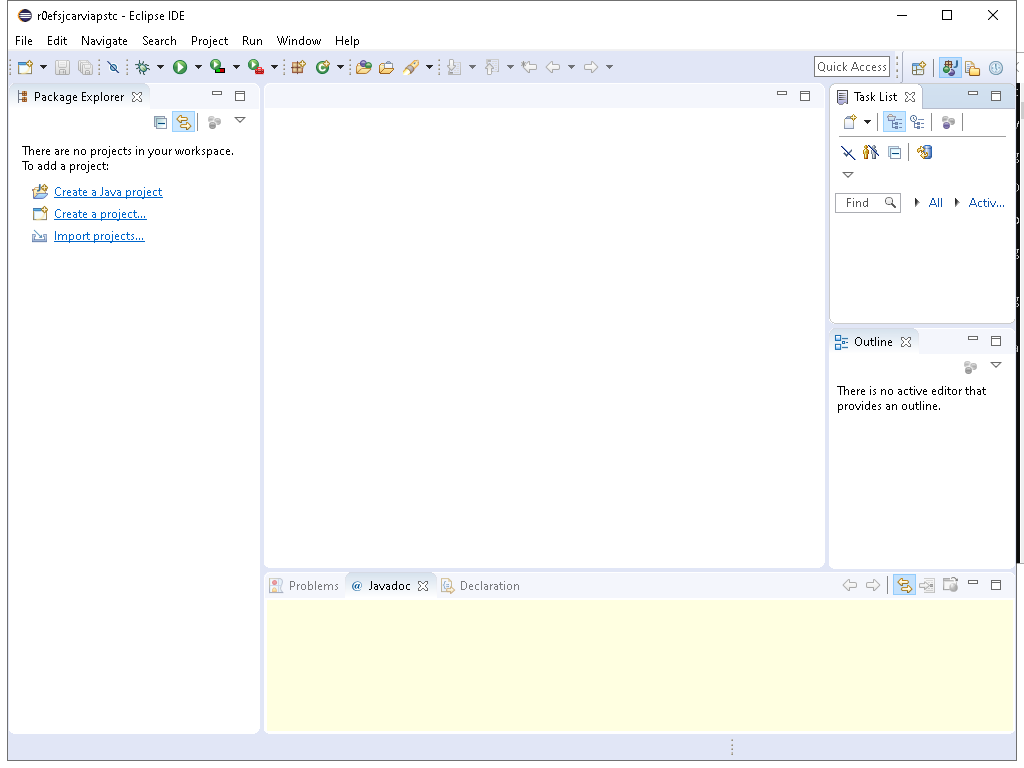 r0efsjcarviapstc - Eclipse IDE
File Edit Navigate Search Project Run Window Help
Quick Access
Package Explorer
There are no projects in your workspace.
To add a project:
Create a Java project
Create a project...
Import projects...
Task List
Find All Activ...
Outline
There is no active editor that
provides an outline.
Problems @ Javadoc Declaration